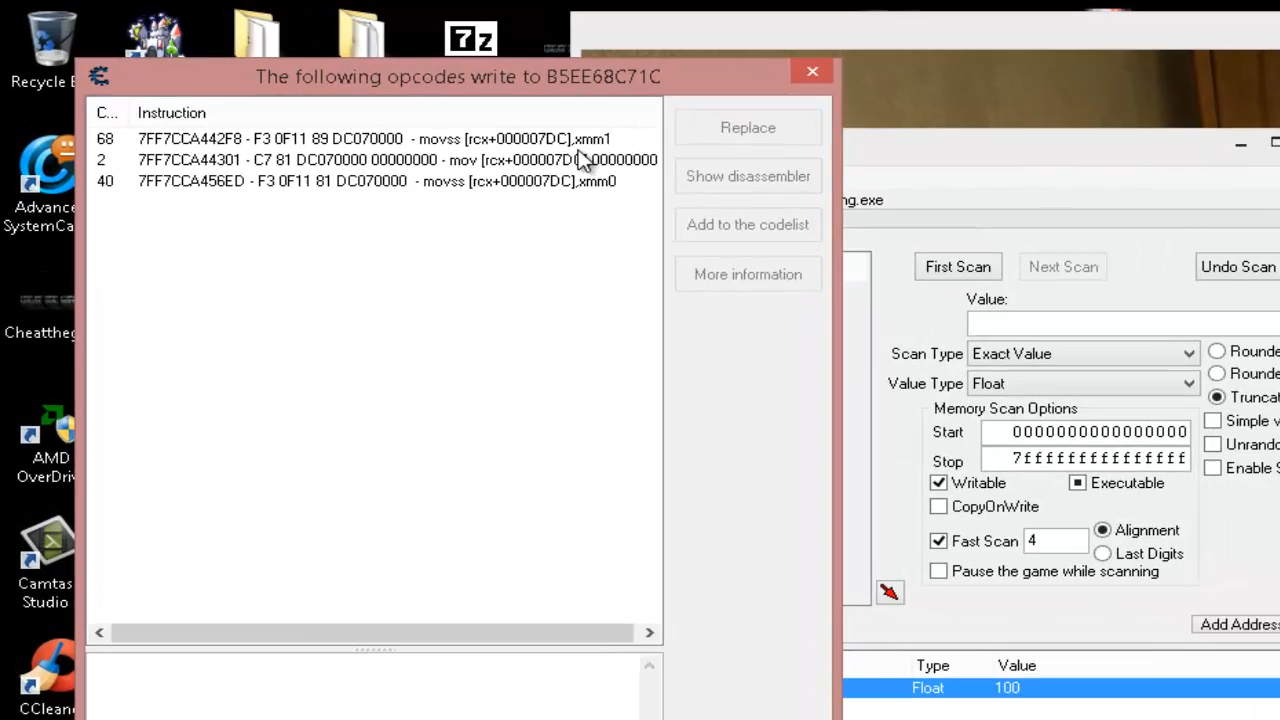 7z
Recycle
The following opcodes write to B5EE68C71C
C... Instruction
68 7FF7CCA442F8 - F3 0F11 89 DC070000 - movss [rcx+000007DC],xmm1
2 7FF7CCA44301 - C7 81 DC070000 00000000 - mov [rcx+000007DC],00000000
40 7FF7CCA456ED - F3 0F11 81 DC070000 - movss [rcx+000007DC],xmm0
Replace
Show disassembler
Add to the codelist
More information
Advance
SystemCa
Cheatthe
AMD
OverDriv
Camtas
Studio
CCleane
ng.exe
First Scan Next Scan Undo Scan
Value:
Scan Type Exact Value
Value Type Float
Rounde
Rounde
Truncat
Memory Scan Options
Start 0000000000000000
Stop 7fffffffffffffff
Simple v
Unrando
Enable S
Writable Executable
CopyOnWrite
Fast Scan 4 Alignment
Last Digits
Pause the game while scanning
Add Address
Type Value
Float 100